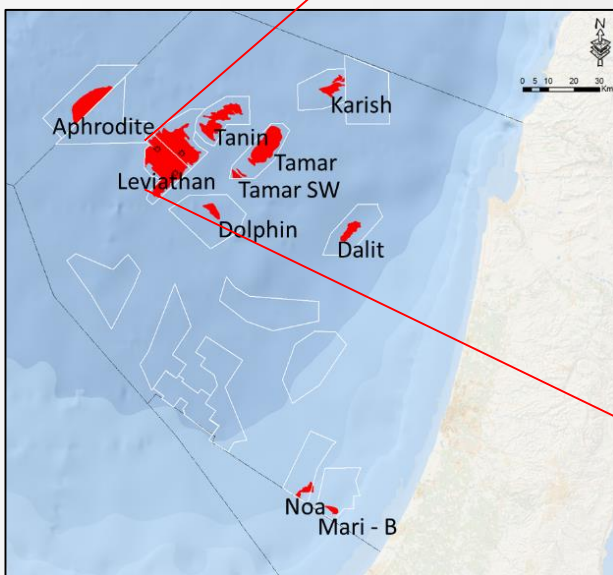 N
0 5 10 20 30
Km
Karish
Aphrodite
Tanin
Tamar
Leviathan
Tamar SW
Dolphin
Dalit
Noa
Mari - B